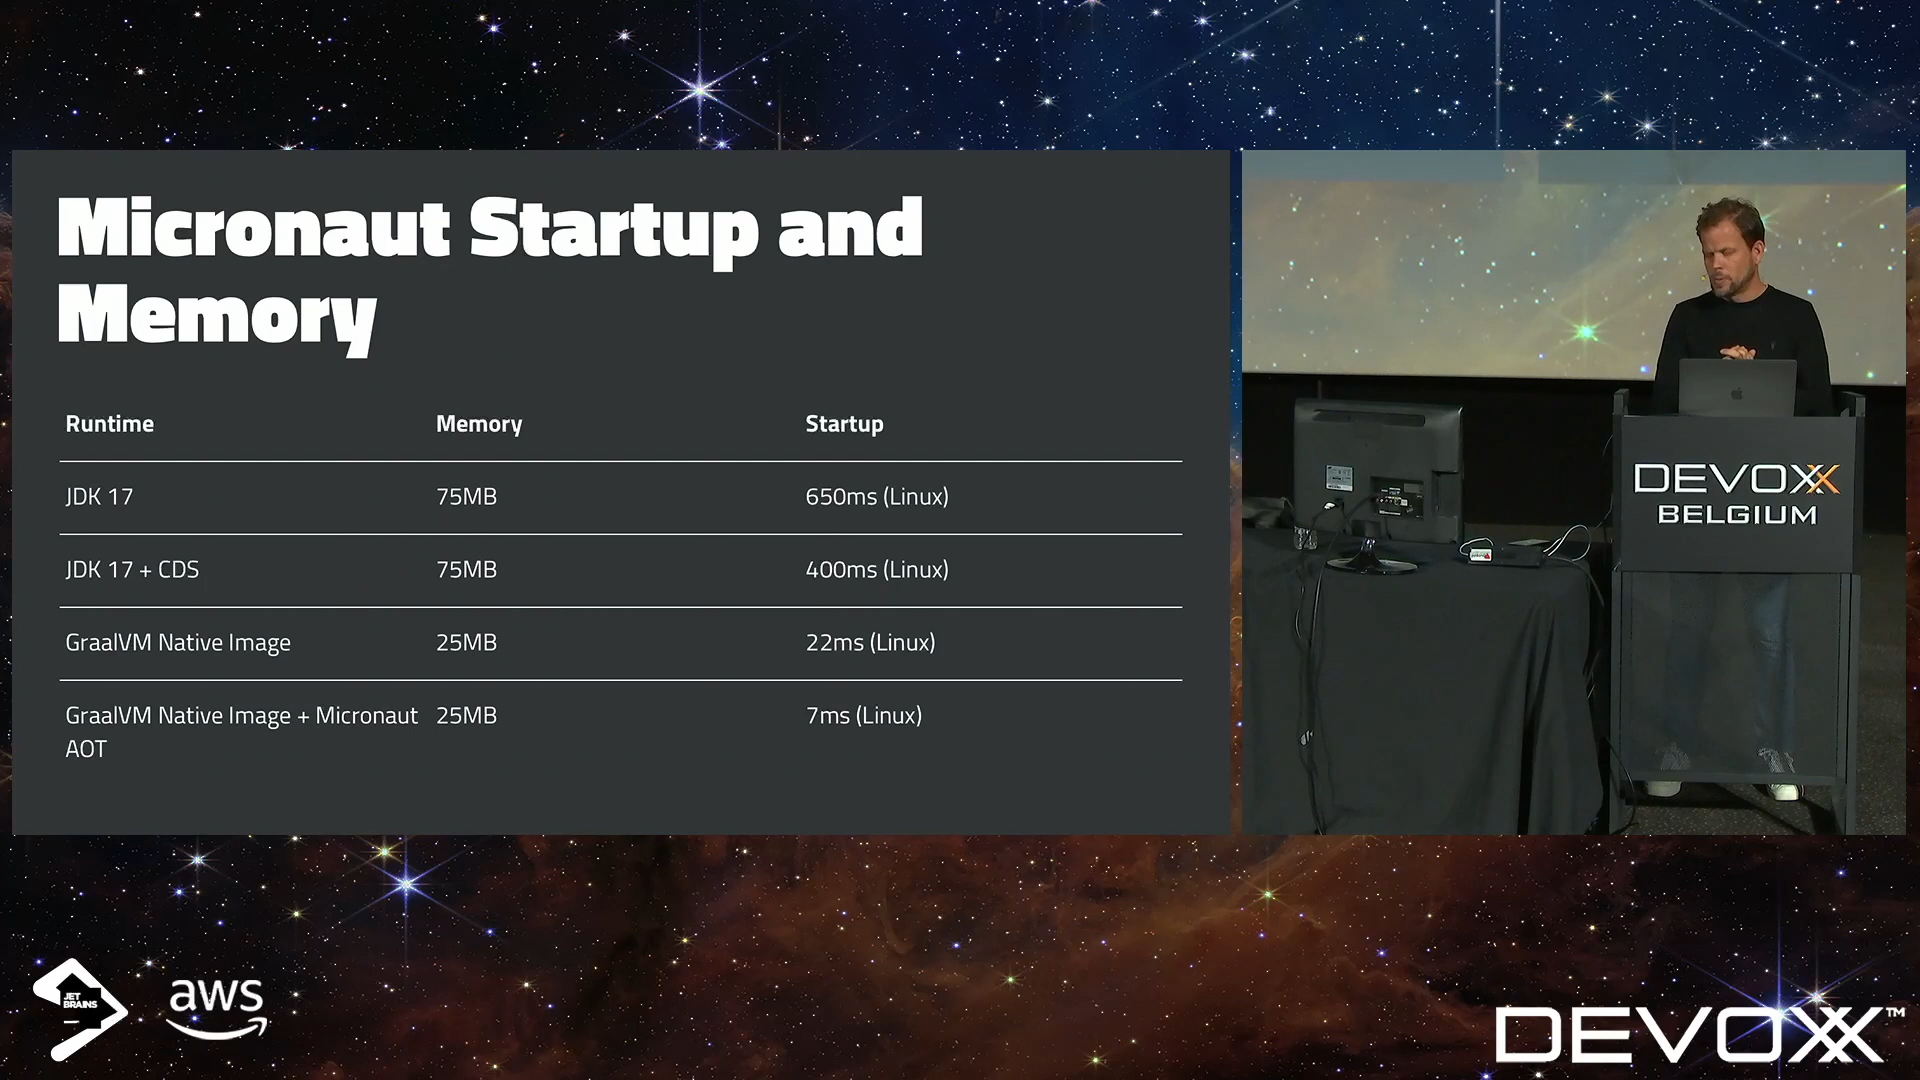 Micronaut Startup and
Memory
Runtime Memory Startup
JDK 17 75MB 650ms (Linux)
JDK 17 + CDS 75MB 400ms (Linux)
GraalVM Native Image 25MB 22ms (Linux)
GraalVM Native Image + Micronaut 25MB 7ms (Linux)
AOT
DEVOXX
BELGIUM
JET
BRAINS
aws
DEVOXX™